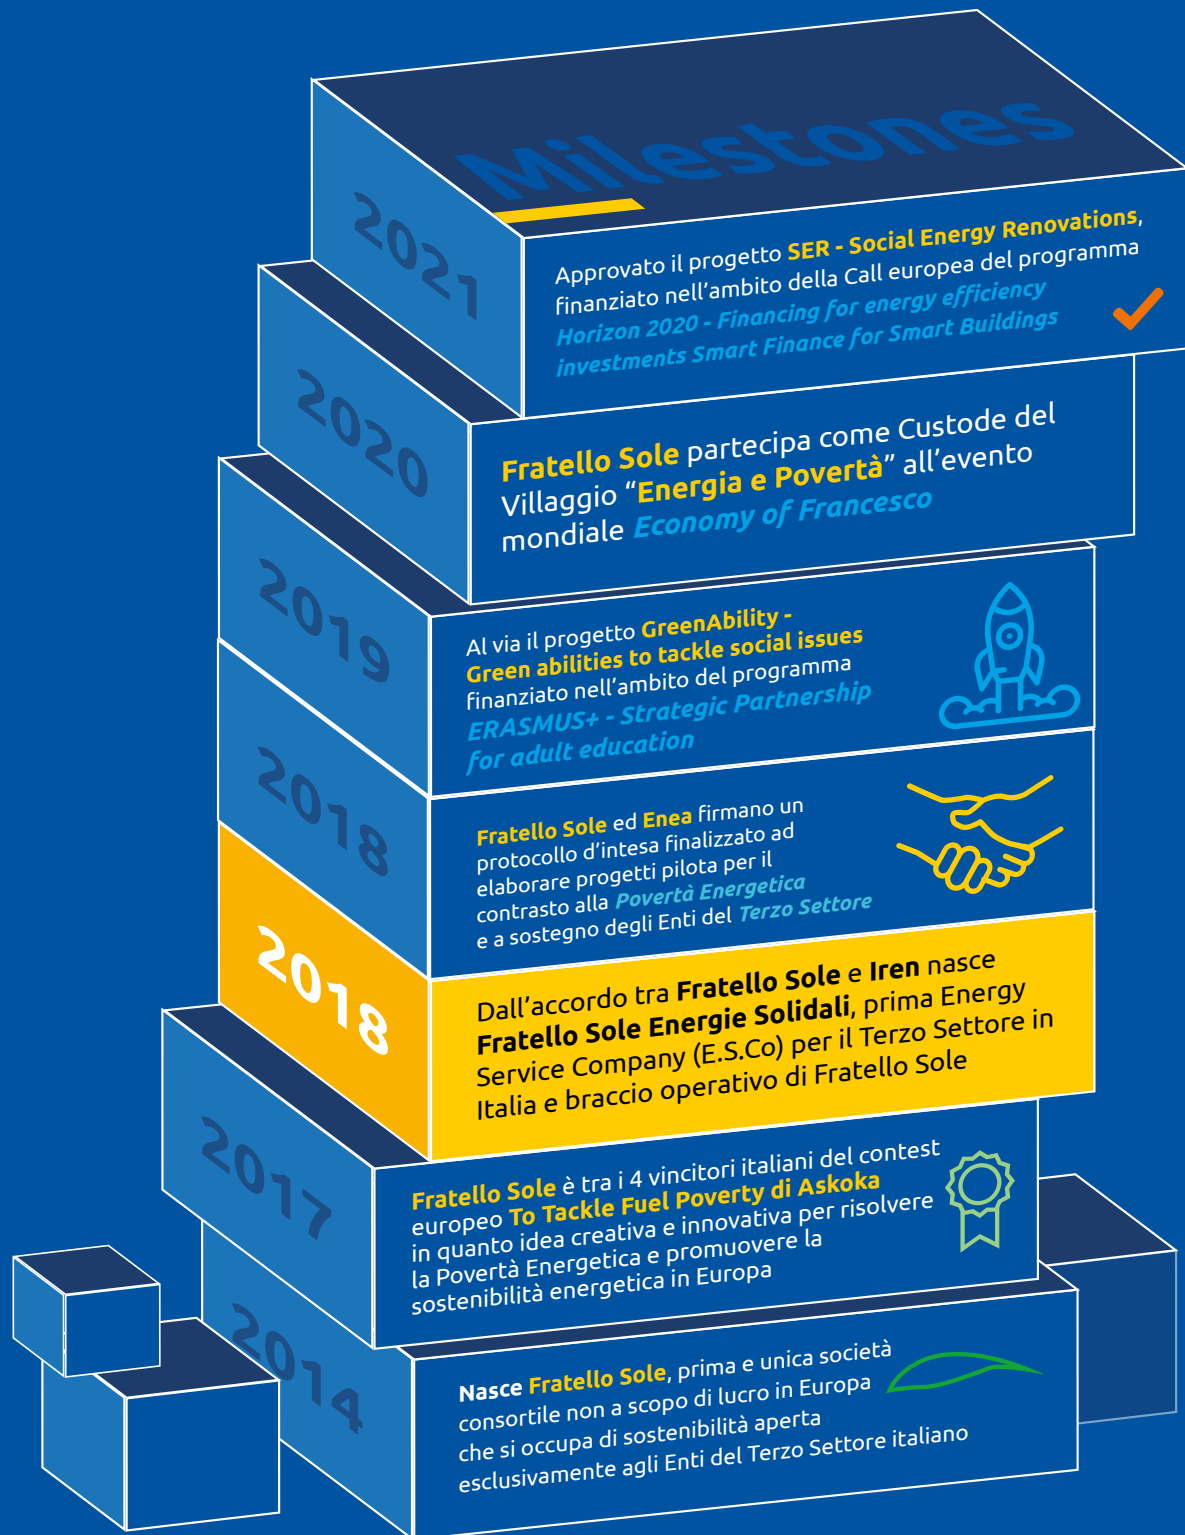 Milestones
2021
Approvato il progetto SER - Social Energy Renovations,
finanziato nell'ambito della Call europea del programma
Horizon 2020 - Financing for energy efficiency
investments Smart Finance for Smart Buildings
2020
Fratello Sole partecipa come Custode del
Villaggio “Energia e Povertà” all'evento
mondiale Economy of Francesco
2019
Al via il progetto GreenAbility -
Green abilities to tackle social issues
finanziato nell'ambito del programma
ERASMUS+ - Strategic Partnership
for adult education
2018
Fratello Sole ed Enea firmano un
protocollo d'intesa finalizzato ad
elaborare progetti pilota per il
contrasto alla Povertà Energetica
e a sostegno degli Enti del Terzo Settore
2018
Dall'accordo tra Fratello Sole e Iren nasce
Fratello Sole Energie Solidali, prima Energy
Service Company (E.S.Co) per il Terzo Settore in
Italia e braccio operativo di Fratello Sole
2017
Fratello Sole è tra i 4 vincitori italiani del contest
europeo To Tackle Fuel Poverty di Askoka
in quanto idea creativa e innovativa per risolvere
la Povertà Energetica e promuovere la
sostenibilità energetica in Europa
2014
Nasce Fratello Sole, prima e unica società
consortile non a scopo di lucro in Europa
che si occupa di sostenibilità aperta
esclusivamente agli Enti del Terzo Settore italiano